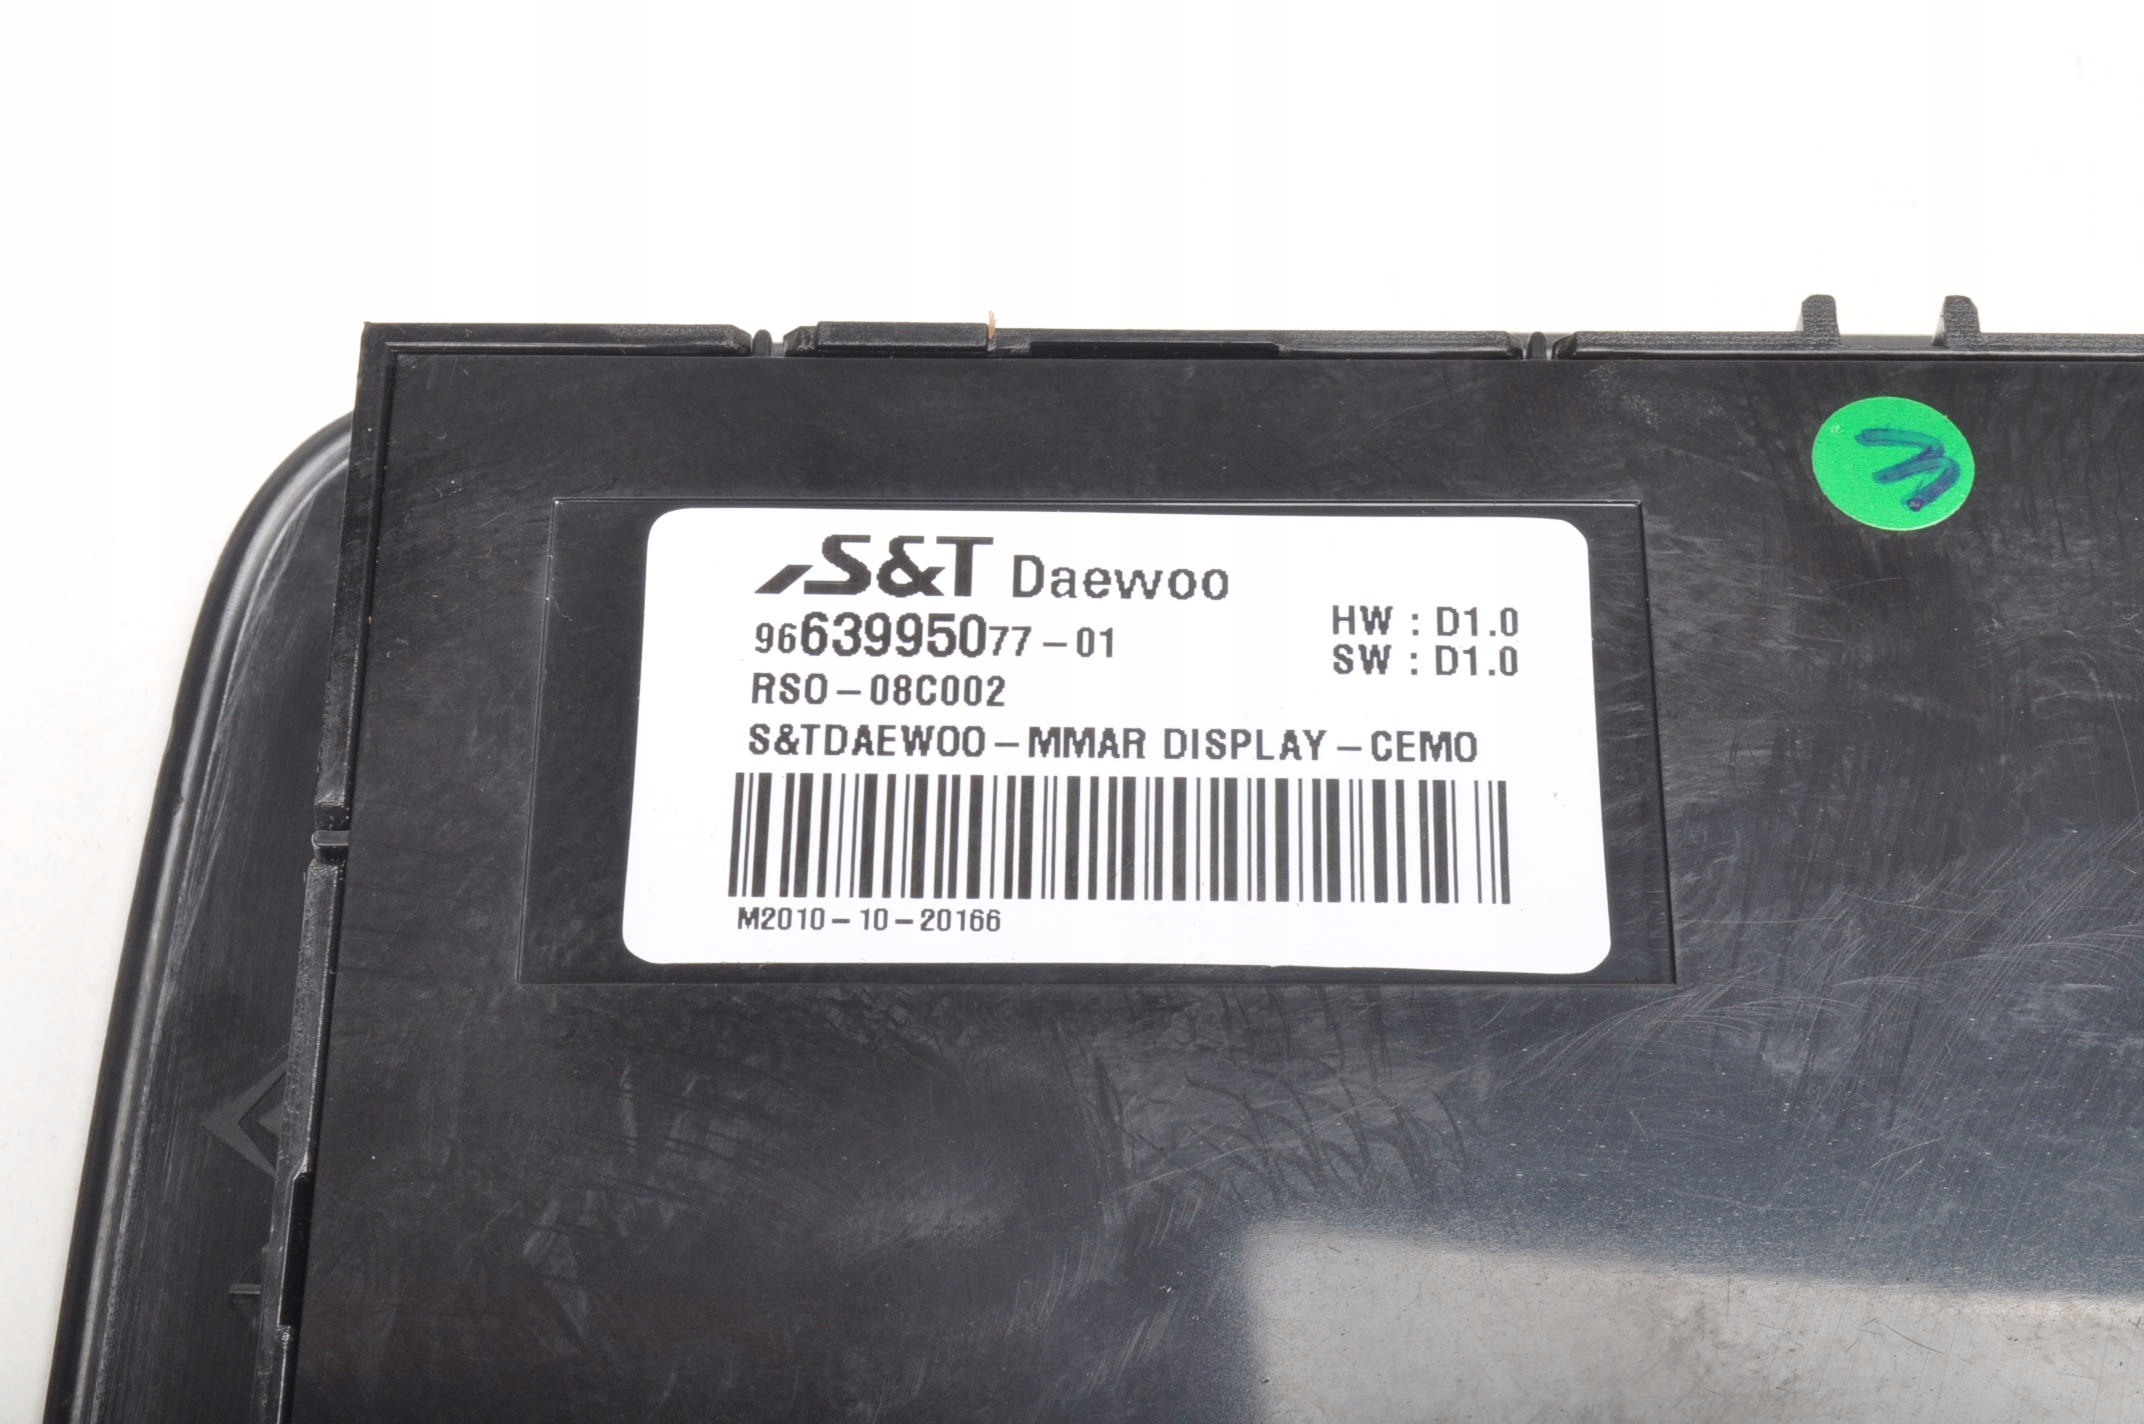 S&T Daewoo
9663995077-01
HW : D1.0
SW : D1.0
RSO-08C002
S&TDAEWOO-MMAR DISPLAY-CEMO
M2010-10-20166